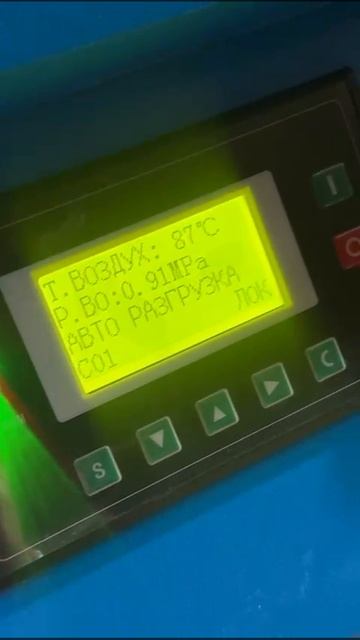 Т.ВОЗДУХ: 87°C
Р.ВО:0.91MPa
АВТО РАЗГРУЗКА
C01 ЛОК
I
O
S
C